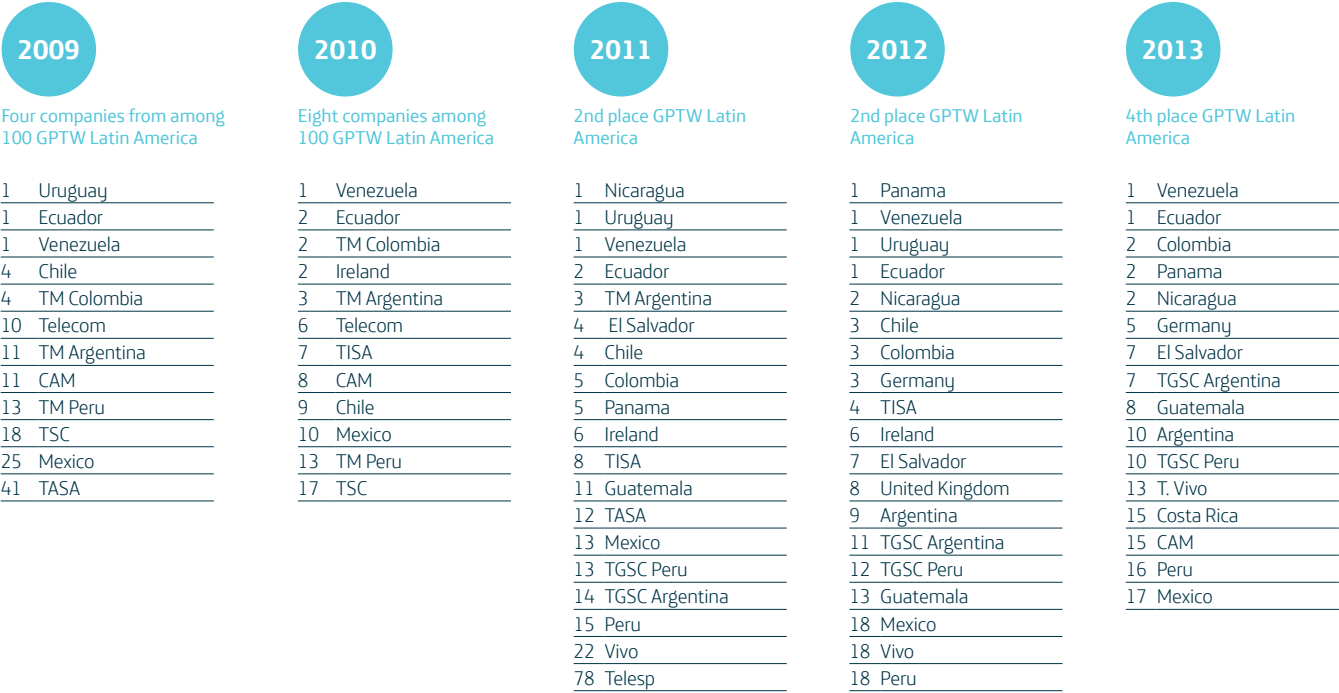 2009
Four companies from among
100 GPTW Latin America
1 Uruguay
1 Ecuador
1 Venezuela
4 Chile
4 TM Colombia
10 Telecom
11 TM Argentina
11 CAM
13 TM Peru
18 TSC
25 Mexico
41 TASA
2010
Eight companies among
100 GPTW Latin America
1 Venezuela
2 Ecuador
2 TM Colombia
2 Ireland
3 TM Argentina
6 Telecom
7 TISA
8 CAM
9 Chile
10 Mexico
13 TM Peru
17 TSC
2011
2nd place GPTW Latin
America
1 Nicaragua
1 Uruguay
1 Venezuela
2 Ecuador
3 TM Argentina
4 El Salvador
4 Chile
5 Colombia
5 Panama
6 Ireland
8 TISA
11 Guatemala
12 TASA
13 Mexico
13 TGSC Peru
14 TGSC Argentina
15 Peru
22 Vivo
78 Telesp
2012
2nd place GPTW Latin
America
1 Panama
1 Venezuela
1 Uruguay
1 Ecuador
2 Nicaragua
3 Chile
3 Colombia
3 Germany
4 TISA
6 Ireland
7 El Salvador
8 United Kingdom
9 Argentina
11 TGSC Argentina
12 TGSC Peru
13 Guatemala
18 Mexico
18 Vivo
18 Peru
2013
4th place GPTW Latin
America
1 Venezuela
1 Ecuador
2 Colombia
2 Panama
2 Nicaragua
5 Germany
7 El Salvador
7 TGSC Argentina
8 Guatemala
10 Argentina
10 TGSC Peru
13 T. Vivo
15 Costa Rica
15 CAM
16 Peru
17 Mexico